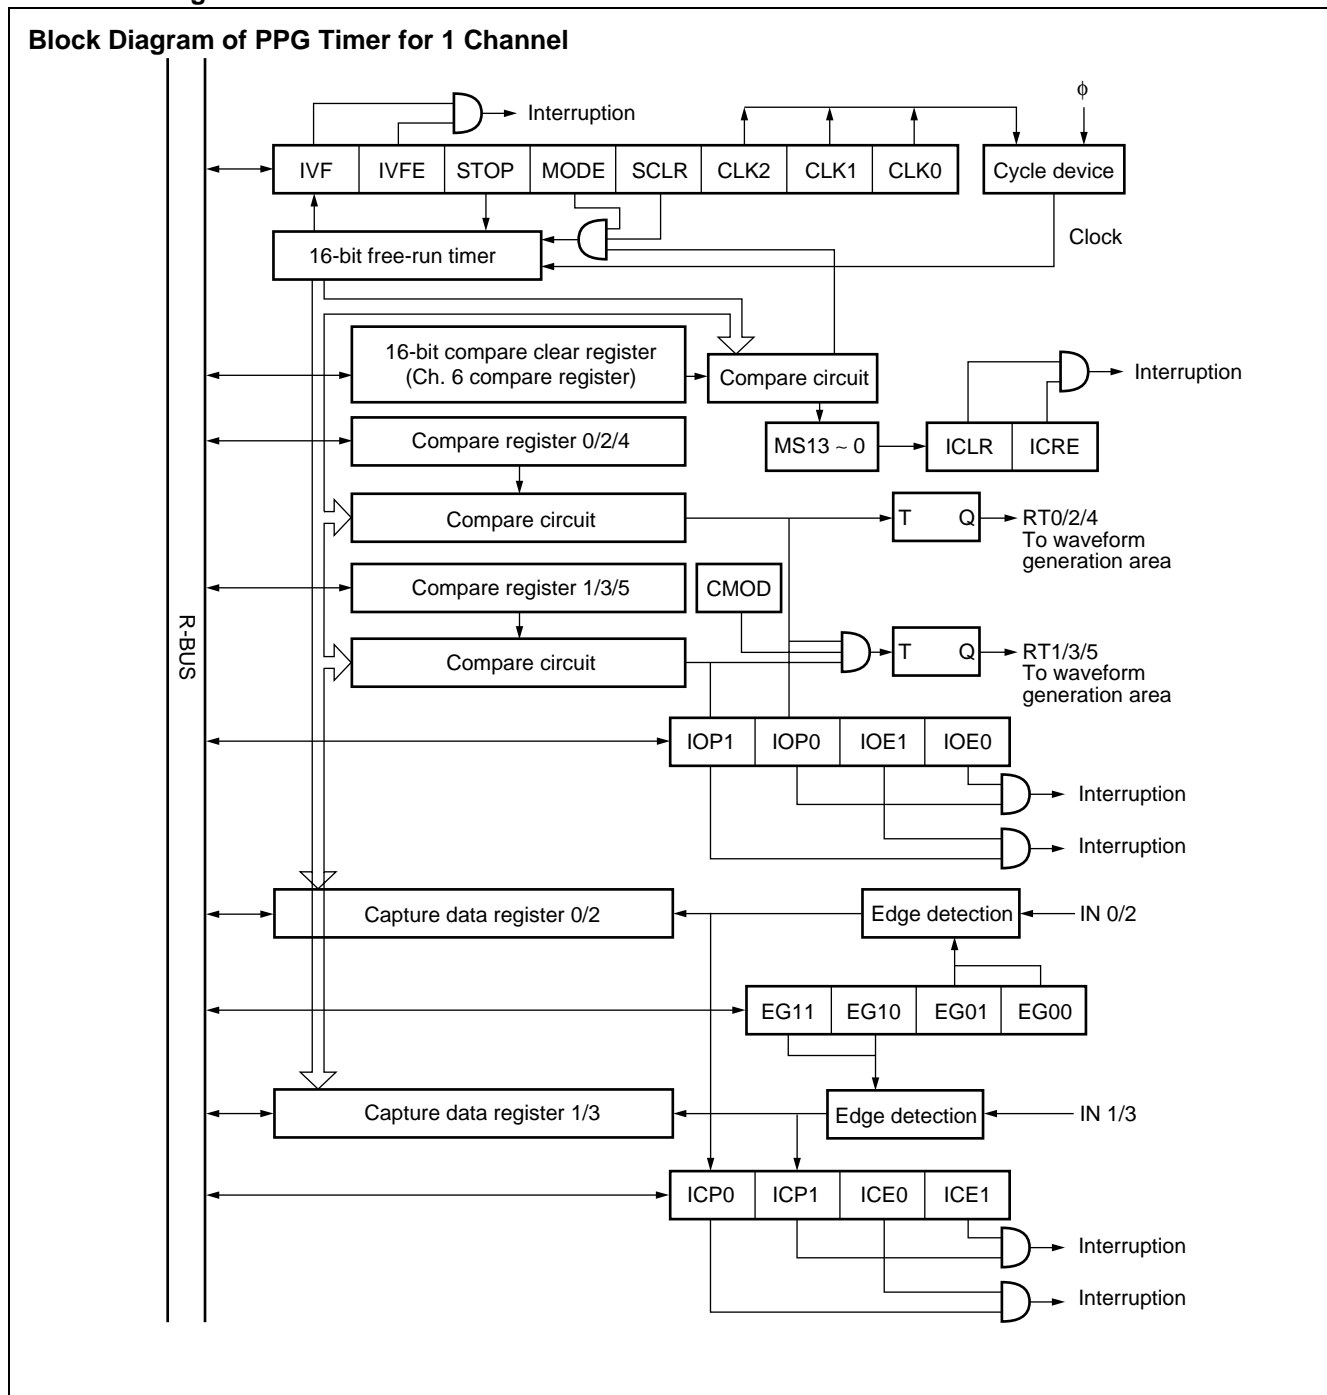 Block Diagram of PPG Timer for 1 Channel
φ
Interruption
IVF IVFE STOP MODE SCLR CLK2 CLK1 CLK0
Cycle device
Clock
16-bit free-run timer
16-bit compare clear register
(Ch. 6 compare register)
Compare circuit
Interruption
Compare register 0/2/4
MS13 ~ 0
ICLR ICRE
Compare circuit
T Q
RT0/2/4
To waveform
generation area
Compare register 1/3/5
CMOD
R-BUS
Compare circuit
T Q
RT1/3/5
To waveform
generation area
IOP1 IOP0 IOE1 IOE0
Interruption
Interruption
Capture data register 0/2
Edge detection
IN 0/2
EG11 EG10 EG01 EG00
Capture data register 1/3
Edge detection
IN 1/3
ICP0 ICP1 ICE0 ICE1
Interruption
Interruption